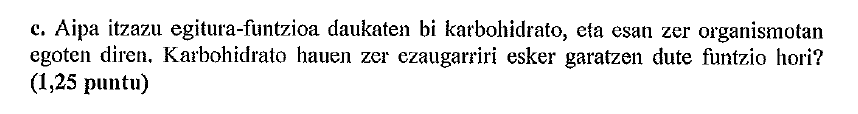 c. Aipa itzazu egitura-funtzioa daukaten bi karbohidrato, eta esan zer organismotan
egoten diren. Karbohidrato hauen zer ezaugarriri esker garatzen dute funtzio hori?
(1,25 puntu)